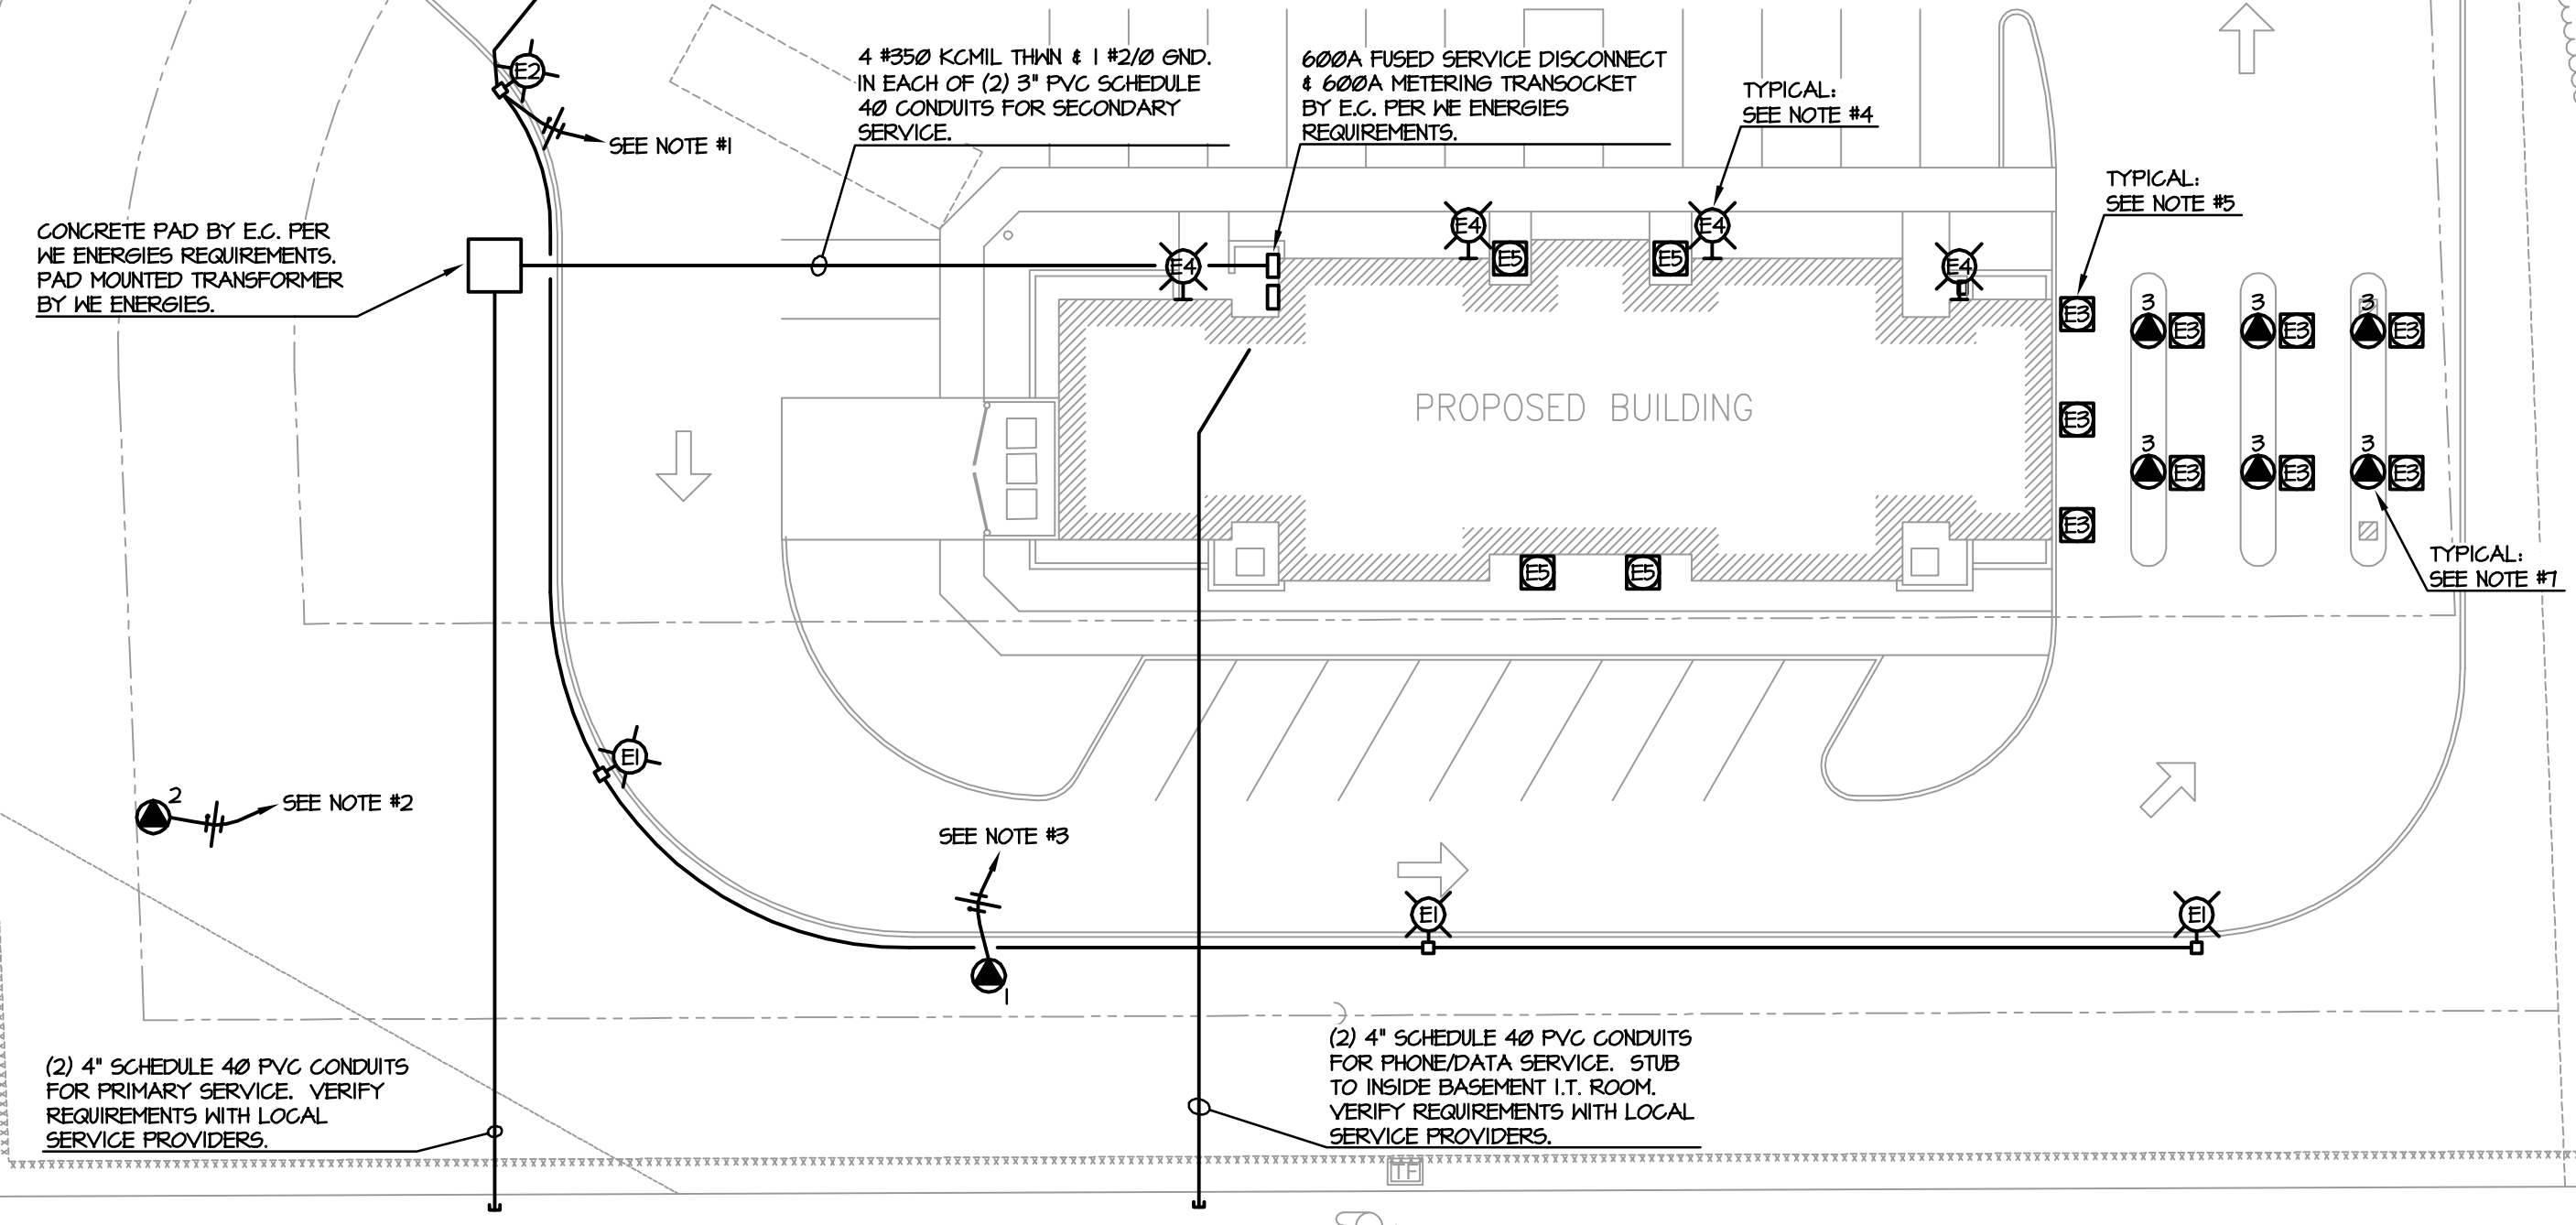 E2
SEE NOTE #1
4 #350 KCMIL THWN & 1 #2/0 GND.
IN EACH OF (2) 3" PVC SCHEDULE
40 CONDUITS FOR SECONDARY
SERVICE.
600A FUSED SERVICE DISCONNECT
& 600A METERING TRANSOCKET
BY E.C. PER WE ENERGIES
REQUIREMENTS.
TYPICAL:
SEE NOTE #4
TYPICAL:
SEE NOTE #5
CONCRETE PAD BY E.C. PER
WE ENERGIES REQUIREMENTS.
PAD MOUNTED TRANSFORMER
BY WE ENERGIES.
E4
E4
E5
E5
E4
E4
E3
3
E3
3
E3
3
E3
PROPOSED BUILDING
E3
3
E3
3
E3
3
E3
E3
E5
E5
TYPICAL:
SEE NOTE #7
E1
2
SEE NOTE #2
SEE NOTE #3
E1
E1
1
(2) 4" SCHEDULE 40 PVC CONDUITS
FOR PRIMARY SERVICE. VERIFY
REQUIREMENTS WITH LOCAL
SERVICE PROVIDERS.
(2) 4" SCHEDULE 40 PVC CONDUITS
FOR PHONE/DATA SERVICE. STUB
TO INSIDE BASEMENT I.T. ROOM.
VERIFY REQUIREMENTS WITH LOCAL
SERVICE PROVIDERS.
TF